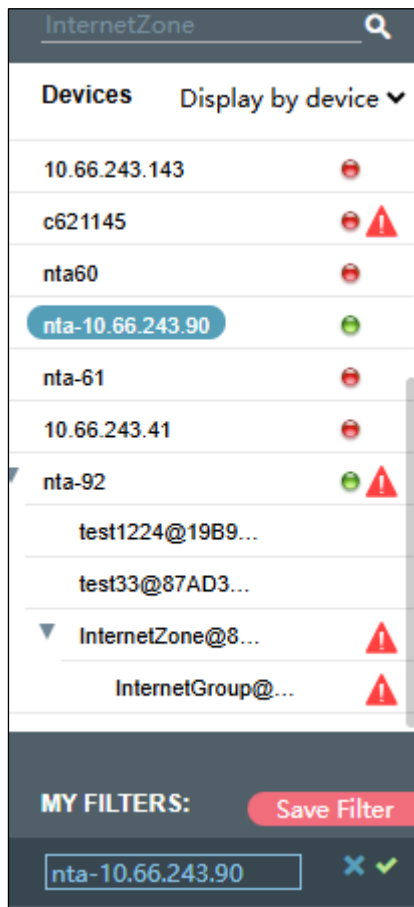 InternetZone
Devices Display by device
10.66.243.143
c621145
nta60
nta-10.66.243.90
nta-61
10.66.243.41
nta-92
test1224@19B9...
test33@87AD3...
InternetZone@8...
InternetGroup@...
MY FILTERS: Save Filter
nta-10.66.243.90